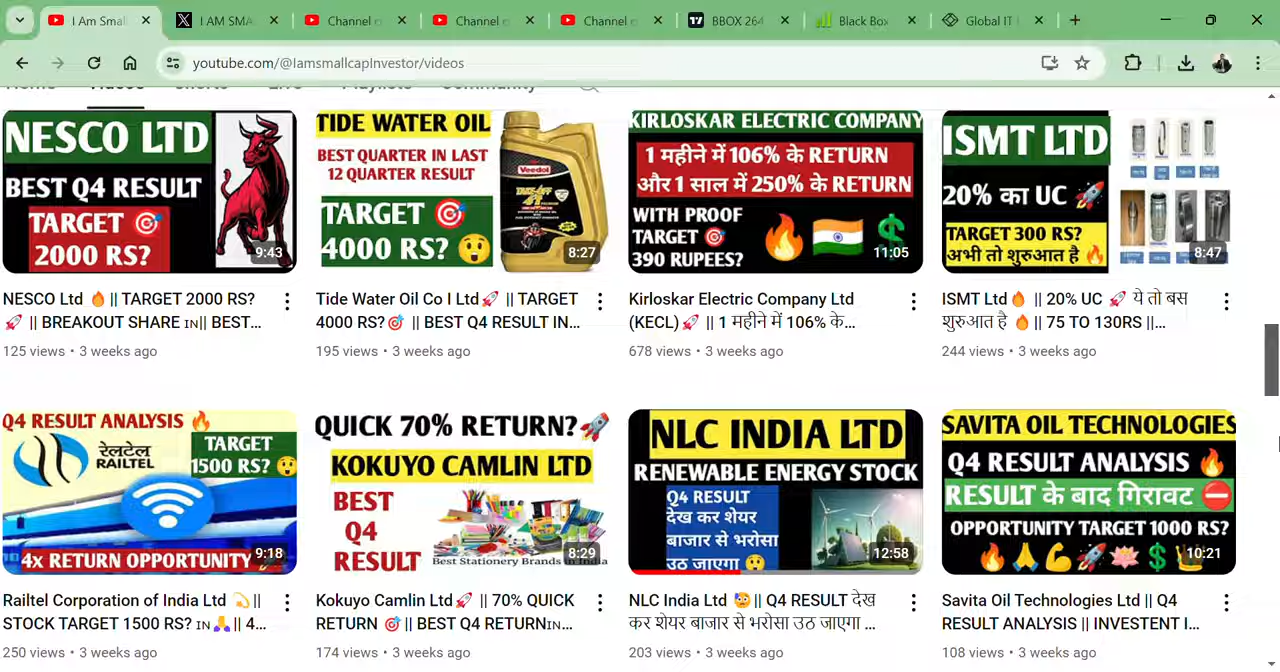 I Am Small
I AM SMA
Channel c
Channel c
Channel c
BBOX 264
Black Box
Global IT
youtube.com/@IamsmallcapInvestor/videos
Home
Videos
Shorts
Live
Playlists
Community
NESCO LTD
BEST Q4 RESULT
TARGET 🎯
2000 RS?
9:43
TIDE WATER OIL
BEST QUARTER IN LAST
12 QUARTER RESULT
TARGET 🎯
4000 RS? 😲
Veedol
8:27
KIRLOSKAR ELECTRIC COMPANY
1 महीने में 106% के RETURN
और 1 साल में 250% के RETURN
WITH PROOF
TARGET 🎯
390 RUPEES?
🔥 🇮🇳 💲
11:05
ISMT LTD
20% का UC 🚀
TARGET 300 RS?
अभी तो शुरुआत है 🔥
8:47
NESCO Ltd 🔥 || TARGET 2000 RS?
🚀 || BREAKOUT SHARE ɪɴ|| BEST...
125 views • 3 weeks ago
Tide Water Oil Co I Ltd🚀 || TARGET
4000 RS?🎯 || BEST Q4 RESULT IN...
195 views • 3 weeks ago
Kirloskar Electric Company Ltd
(KECL)🚀 || 1 महीने में 106% के...
678 views • 3 weeks ago
ISMT Ltd🔥 || 20% UC 🚀 ये तो बस
शुरुआत है 🔥 || 75 TO 130RS ||...
244 views • 3 weeks ago
Q4 RESULT ANALYSIS 🔥
रेलटेल
RAILTEL
TARGET
1500 RS? 😲
4x RETURN OPPORTUNITY 🚀
9:18
QUICK 70% RETURN?🚀
KOKUYO CAMLIN LTD
BEST
Q4
RESULT
Best Stationery Brands in India
8:29
NLC INDIA LTD
RENEWABLE ENERGY STOCK
Q4 RESULT
देख कर शेयर
बाजार से भरोसा
उठ जाएगा 😲
12:58
SAVITA OIL TECHNOLOGIES
Q4 RESULT ANALYSIS 🔥
RESULT के बाद गिरावट ⛔
OPPORTUNITY TARGET 1000 RS?
🔥🙏💪🚀🪷💲👑
10:21
Railtel Corporation of India Ltd 💫||
STOCK TARGET 1500 RS? ɪɴ🙏|| 4...
250 views • 3 weeks ago
Kokuyo Camlin Ltd🚀 || 70% QUICK
RETURN 🎯 || BEST Q4 RETURNɪɴ...
174 views • 3 weeks ago
NLC India Ltd 😥|| Q4 RESULT देख
कर शेयर बाजार से भरोसा उठ जाएगा ...
203 views • 3 weeks ago
Savita Oil Technologies Ltd || Q4
RESULT ANALYSIS || INVESTENT I...
108 views • 3 weeks ago